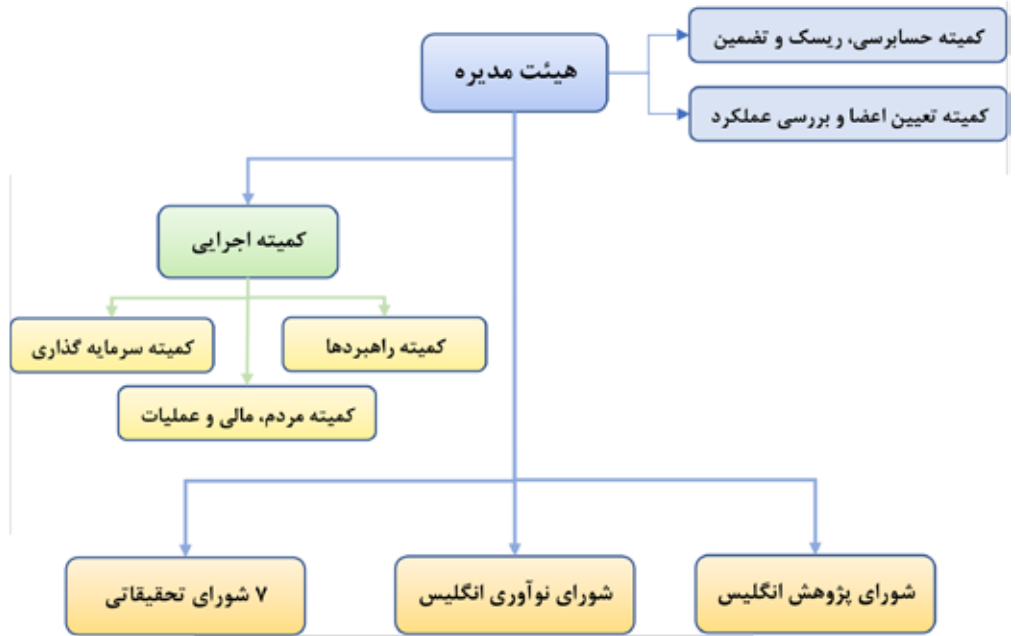 کمیته حسابرسی، ریسک و تضمین
هیئت مدیره
کمیته تعیین اعضا و بررسی عملکرد
کمیته اجرایی
کمیته راهبردها
کمیته سرمایه گذاری
کمیته مردم، مالی و عملیات
شورای پژوهش انگلیس
شورای نوآوری انگلیس
۷ شورای تحقیقاتی